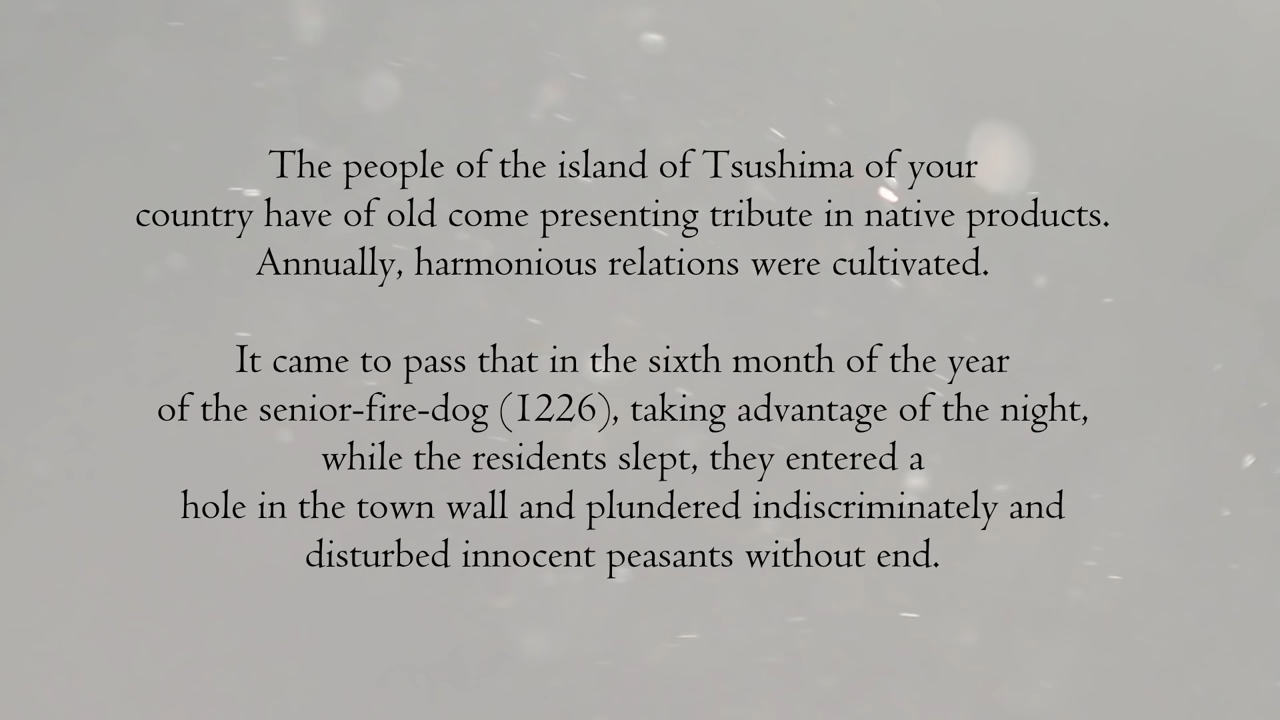 The people of the island of Tsushima of your
country have of old come presenting tribute in native products.
Annually, harmonious relations were cultivated.
It came to pass that in the sixth month of the year
of the senior-fire-dog (1226), taking advantage of the night,
while the residents slept, they entered a
hole in the town wall and plundered indiscriminately and
disturbed innocent peasants without end.